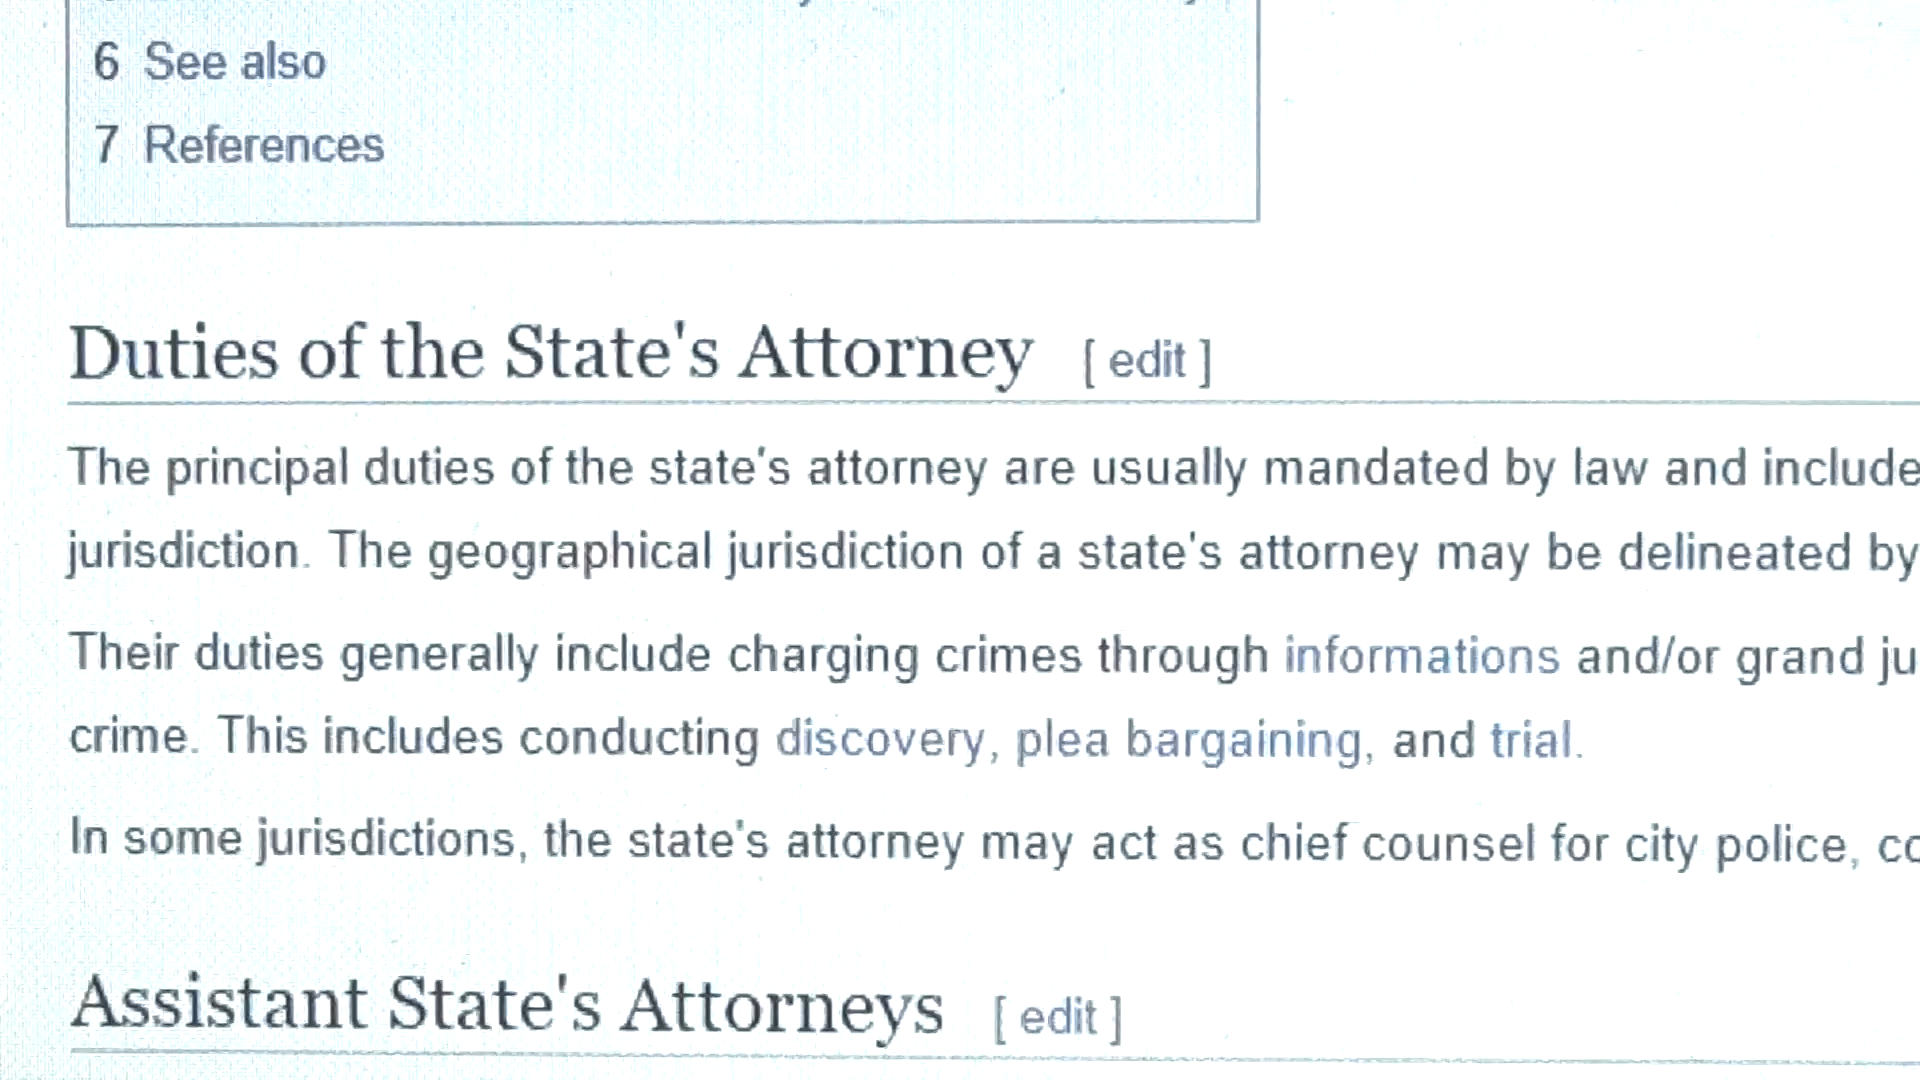 6 See also
7 References
Duties of the State's Attorney [ edit ]
The principal duties of the state's attorney are usually mandated by law and include
jurisdiction. The geographical jurisdiction of a state's attorney may be delineated by
Their duties generally include charging crimes through informations and/or grand ju
crime. This includes conducting discovery, plea bargaining, and trial.
In some jurisdictions, the state's attorney may act as chief counsel for city police, co
Assistant State's Attorneys [ edit ]